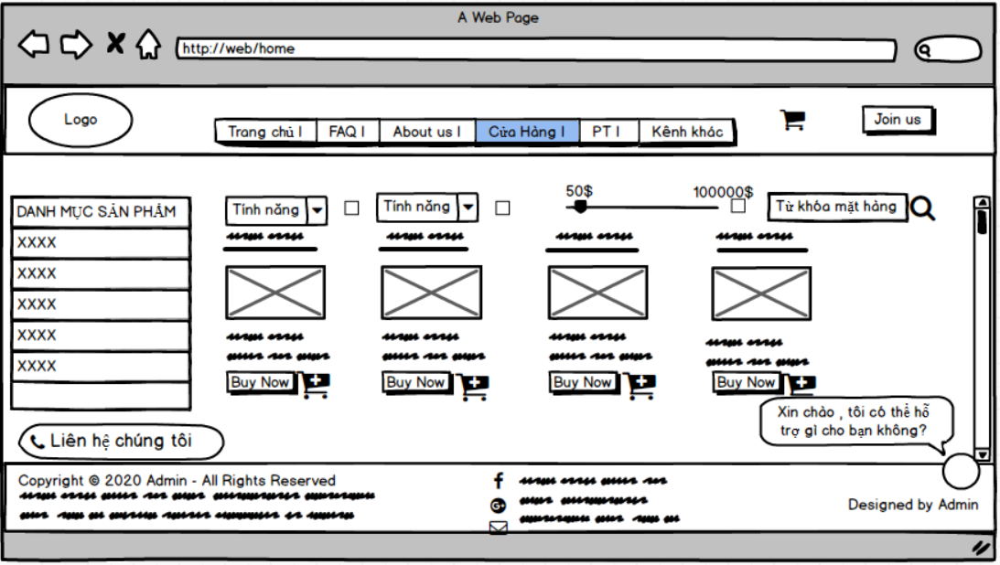 A Web Page
http://web/home
Logo
Trang chủ I
FAQ I
About us I
Cửa Hàng I
PT I
Kênh khác
Join us
DANH MỤC SẢN PHẨM
XXXX
XXXX
XXXX
XXXX
XXXX
Tính năng
Tính năng
50$
100000$
Từ khóa mặt hàng
Buy Now
Buy Now
Buy Now
Buy Now
Xin chào , tôi có thể hỗ
trợ gì cho bạn không?
Liên hệ chúng tôi
Copyright © 2020 Admin - All Rights Reserved
Designed by Admin